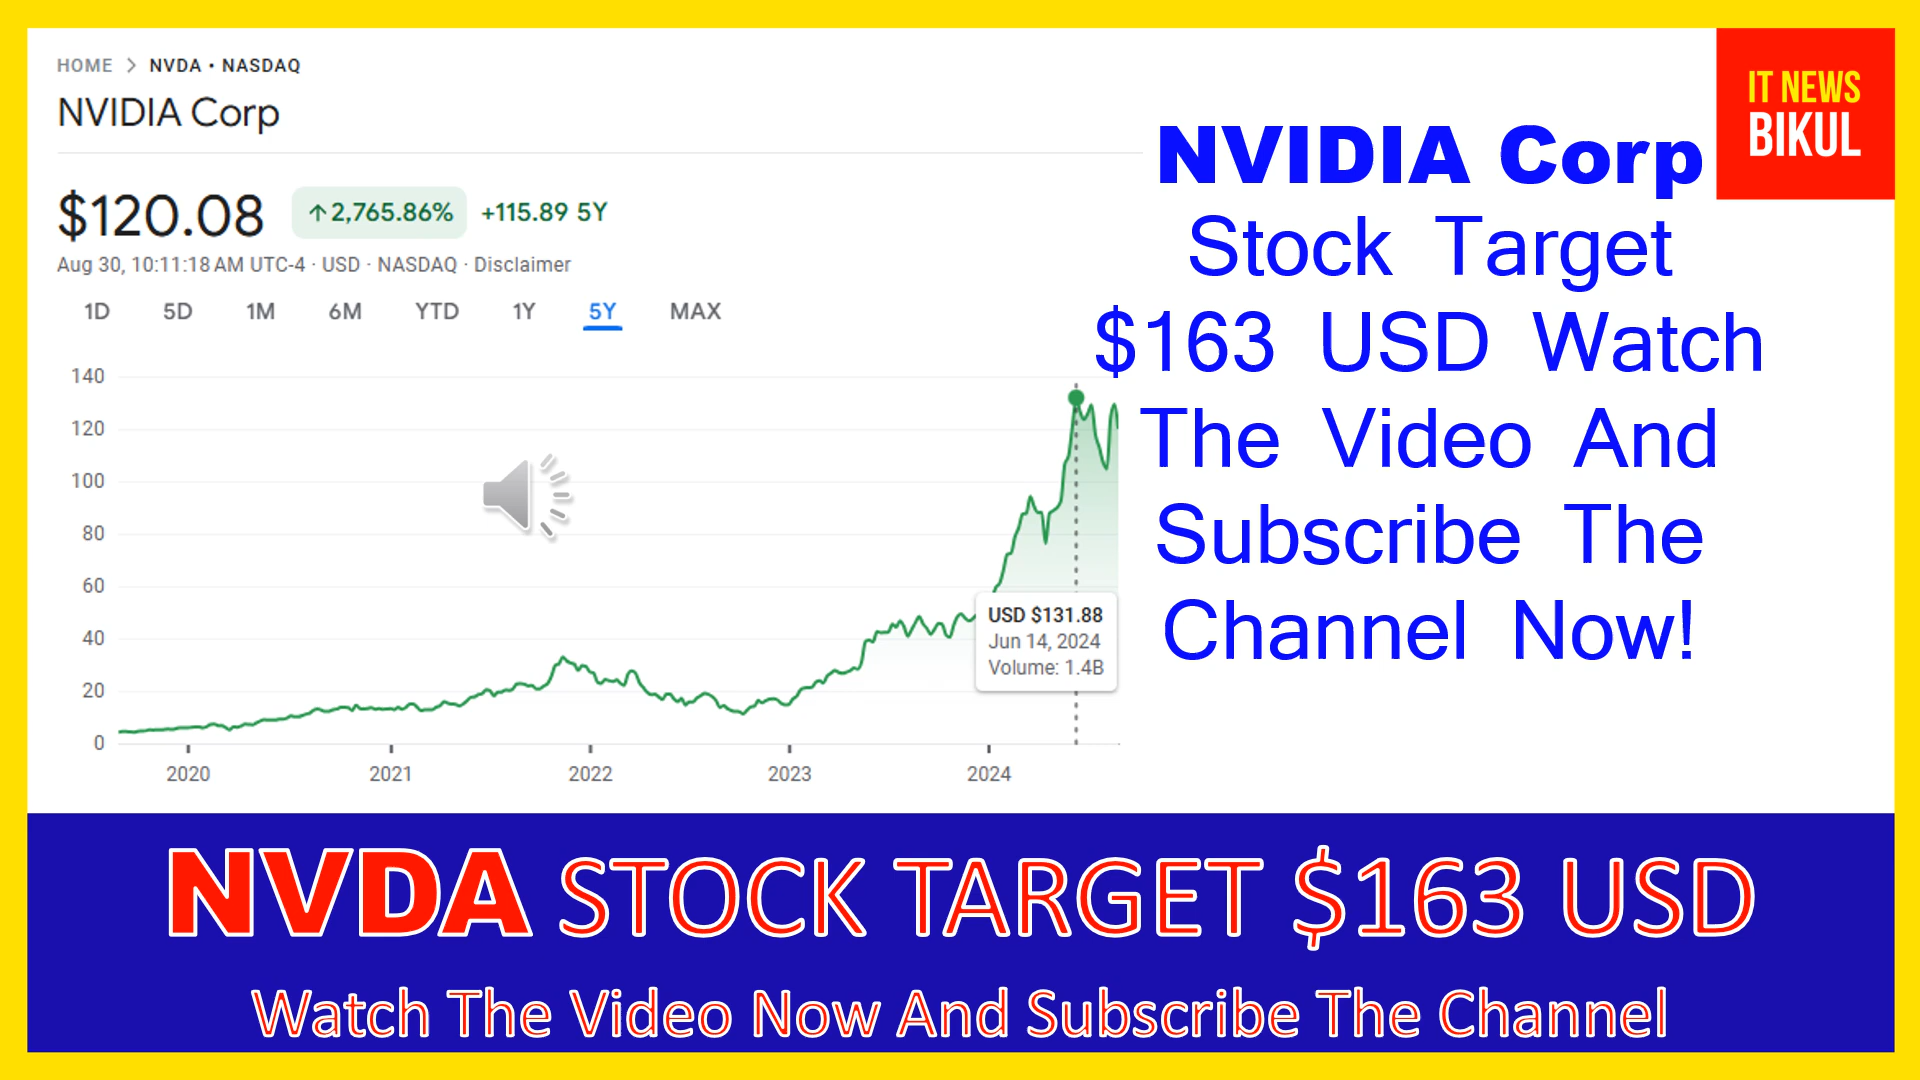 HOME > NVDA • NASDAQ
NVIDIA Corp
$120.08 ↑2,765.86% +115.89 5Y
Aug 30, 10:11:18 AM UTC-4 · USD · NASDAQ · Disclaimer
1D 5D 1M 6M YTD 1Y 5Y MAX
140
120
100
80
60
40
20
0
2020 2021 2022 2023 2024
USD $131.88
Jun 14, 2024
Volume: 1.4B
IT NEWS
BIKUL
NVIDIA Corp
Stock Target
$163 USD Watch
The Video And
Subscribe The
Channel Now!
NVDA STOCK TARGET $163 USD
Watch The Video Now And Subscribe The Channel